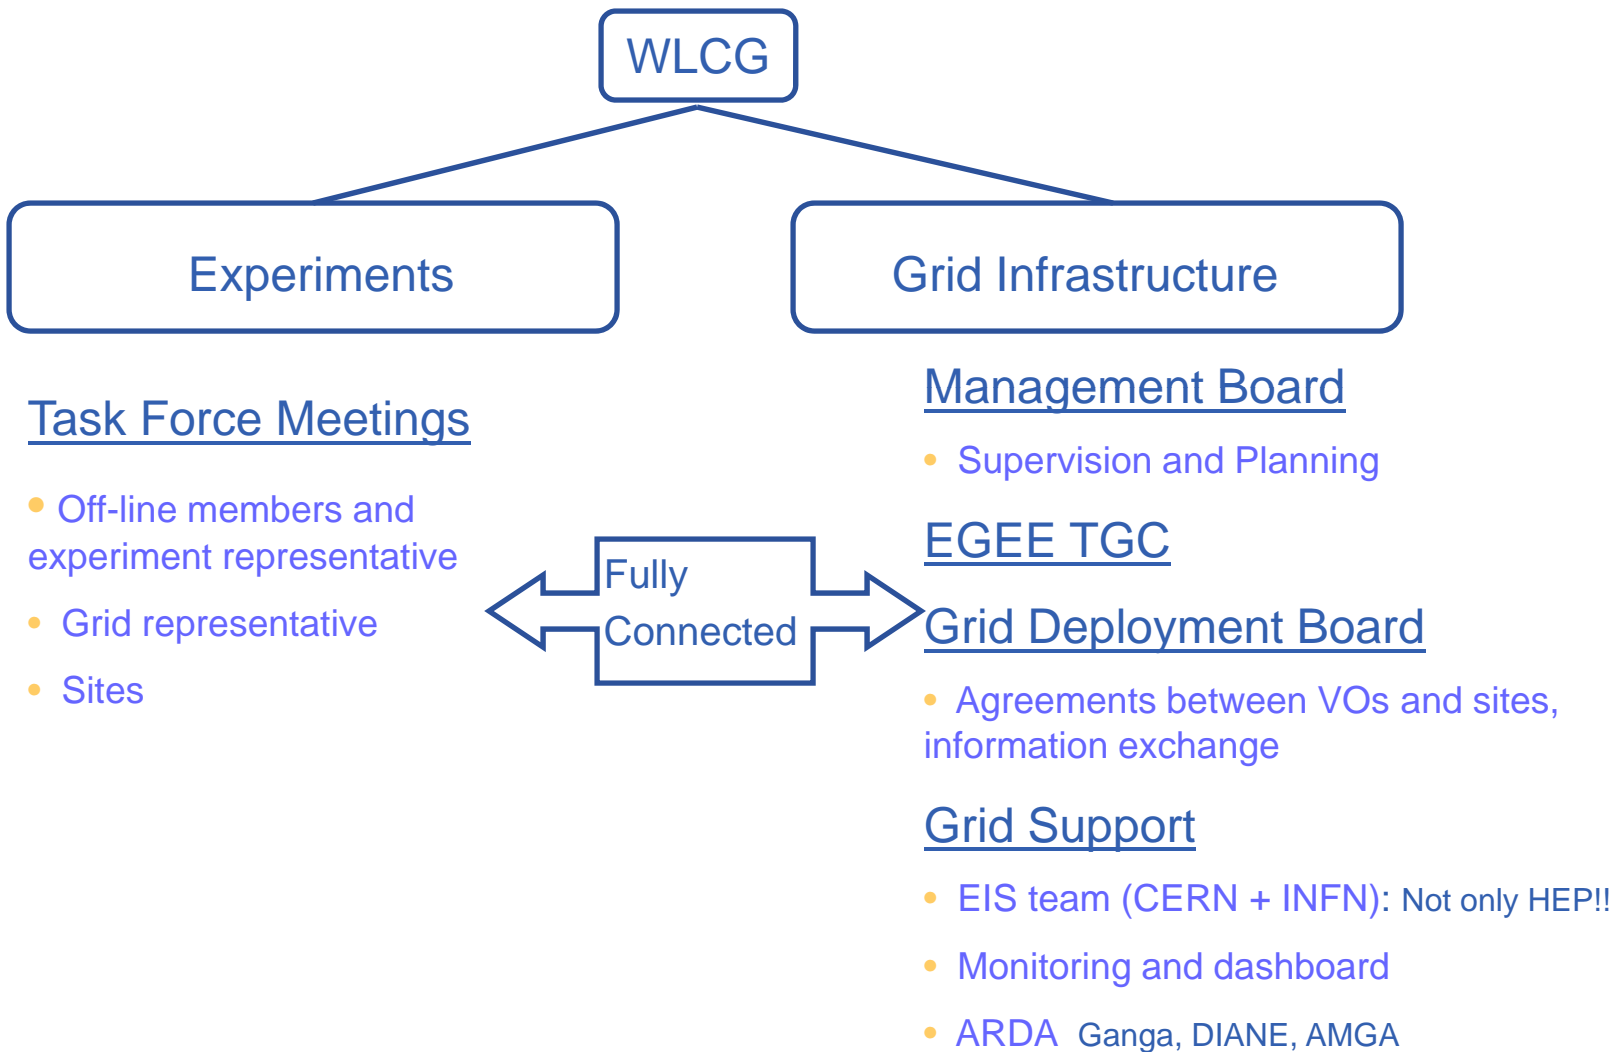 WLCG
Experiments
Grid Infrastructure
Task Force Meetings
• Off-line members and
experiment representative
• Grid representative
• Sites
Fully
Connected
Management Board
• Supervision and Planning
EGEE TGC
Grid Deployment Board
• Agreements between VOs and sites,
information exchange
Grid Support
• EIS team (CERN + INFN): Not only HEP!!
• Monitoring and dashboard
• ARDA Ganga, DIANE, AMGA